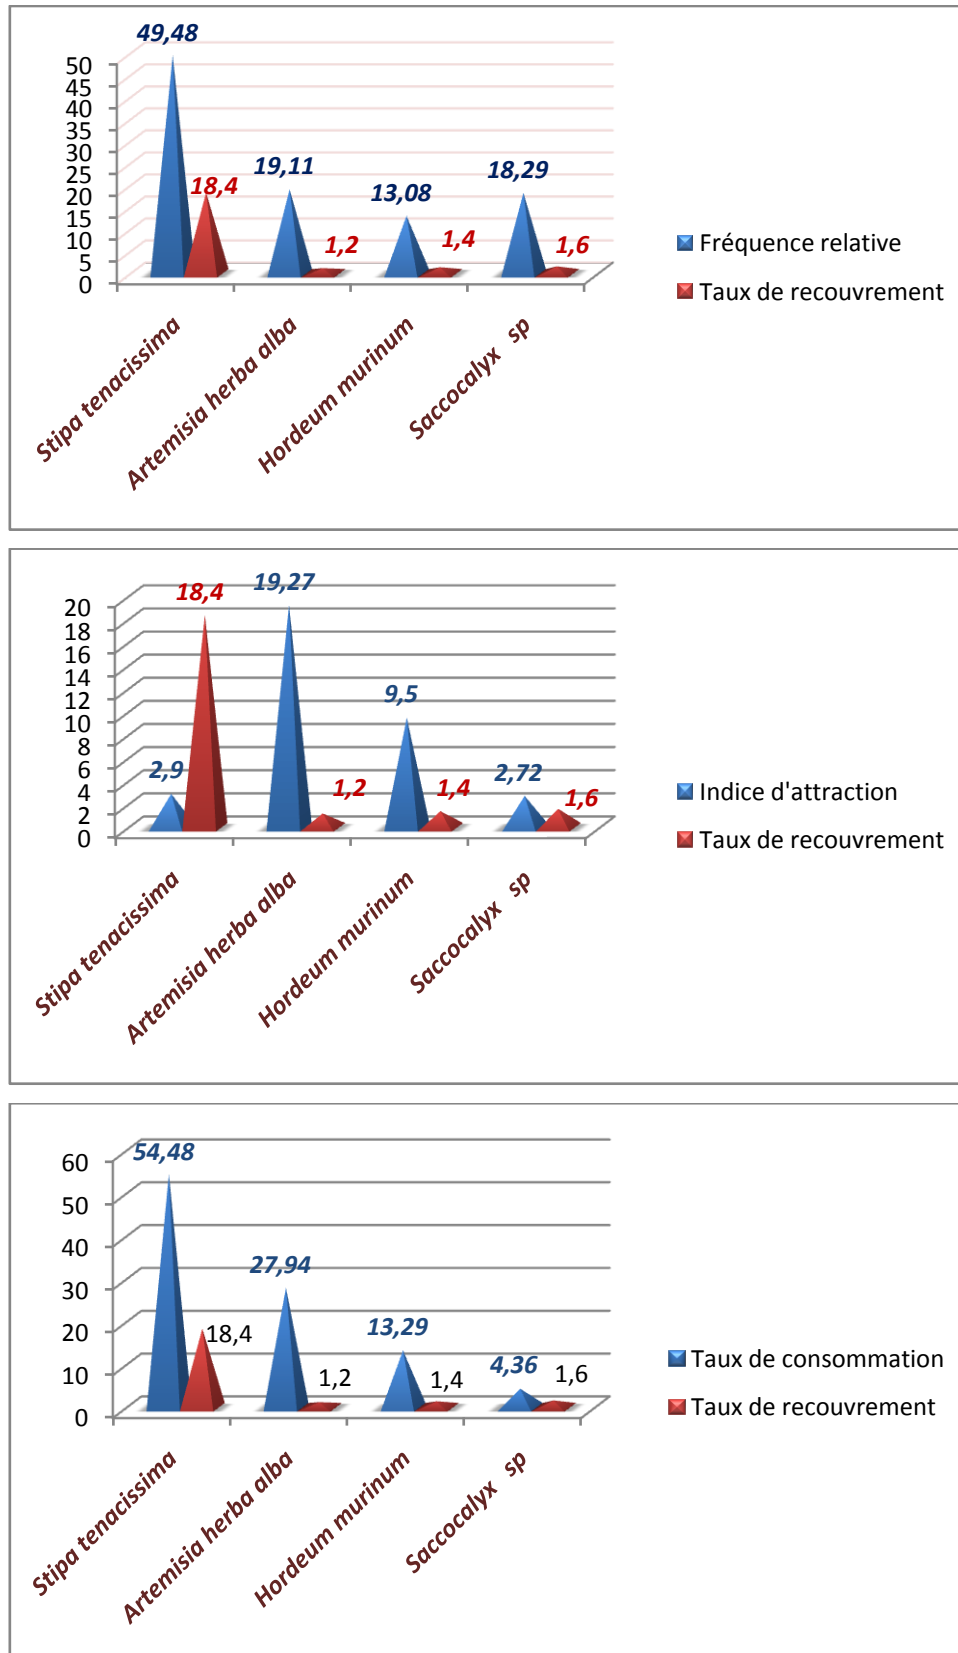 49,48
50
45
40
35
30
25
20
15
10
5
0
18,4
19,11
1,2
13,08
1,4
18,29
1,6
Stipa tenacissima
Artemisia herba alba
Hordeum murinum
Saccocalyx sp
Fréquence relative
Taux de recouvrement
20
18
16
14
12
10
8
6
4
2
0
2,9
18,4
19,27
1,2
9,5
1,4
2,72
1,6
Stipa tenacissima
Artemisia herba alba
Hordeum murinum
Saccocalyx sp
Indice d'attraction
Taux de recouvrement
60
50
40
30
20
10
0
54,48
18,4
27,94
1,2
13,29
1,4
4,36
1,6
Stipa tenacissima
Artemisia herba alba
Hordeum murinum
Saccocalyx sp
Taux de consommation
Taux de recouvrement